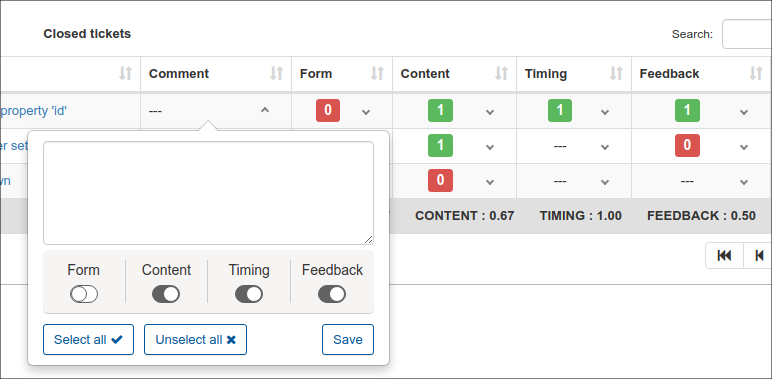 Closed tickets Search:
Comment Form Content Timing Feedback
property 'id' --- 0 1 1 1
er set 1 --- 0
wn 0 --- ---
CONTENT : 0.67 TIMING : 1.00 FEEDBACK : 0.50
Form Content Timing Feedback
Select all Unselect all Save